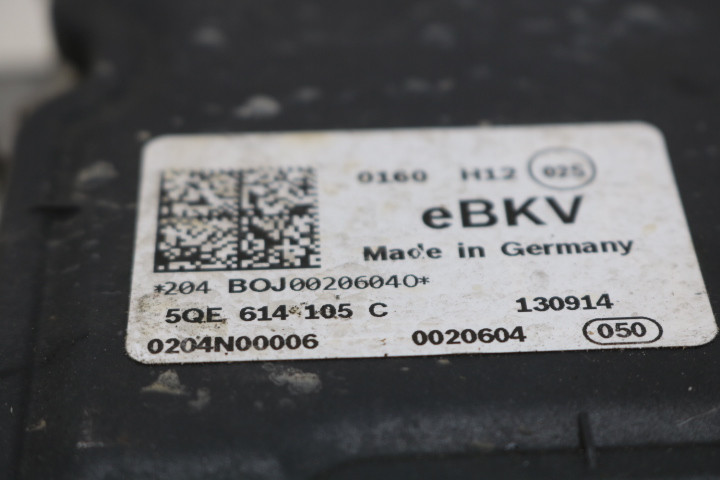 0160 H12 025
eBKV
Made in Germany
*204 BOJ00206040*
5QE 614 105 C 130914
0204N00006 0020604 050